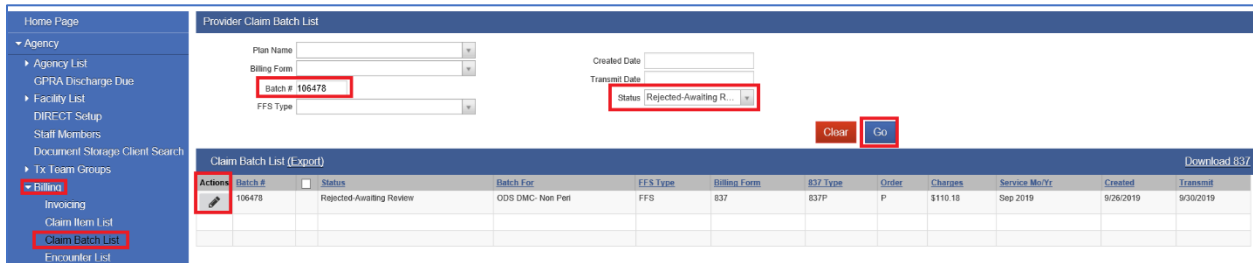 Home Page
Agency
Agency List
GPRA Discharge Due
Facility List
DIRECT Setup
Staff Members
Document Storage Client Search
Tx Team Groups
Billing
Invoicing
Claim Item List
Claim Batch List
Encounter List
Provider Claim Batch List
Plan Name
Billing Form
Batch # 106478
FFS Type
Created Date
Transmit Date
Status Rejected-Awaiting R...
Clear Go
Claim Batch List (Export) Download 837
Actions Batch # Status Batch For FFS Type Billing Form 837 Type Order Charges Service Mo/Yr Created Transmit
106478 Rejected-Awaiting Review ODS DMC- Non Peri FFS 837 837P P $110.18 Sep 2019 9/26/2019 9/30/2019